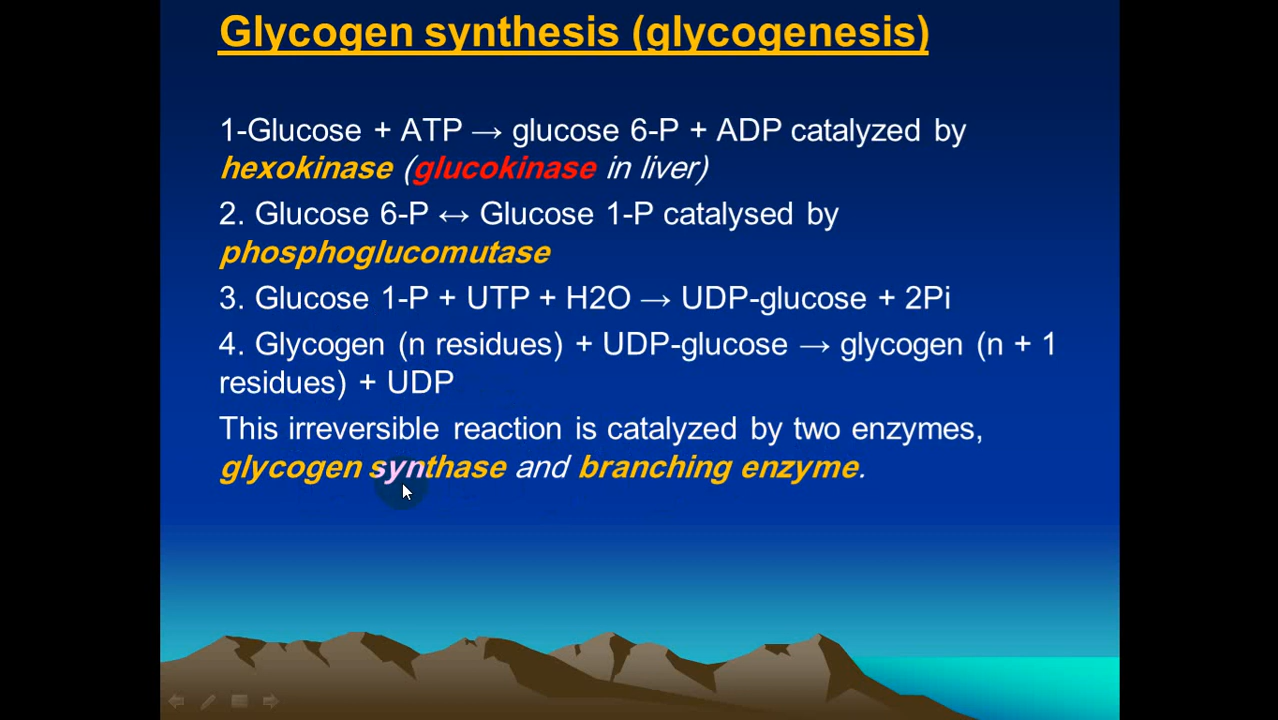 Glycogen synthesis (glycogenesis)
1-Glucose + ATP → glucose 6-P + ADP catalyzed by
hexokinase (glucokinase in liver)
2. Glucose 6-P ↔ Glucose 1-P catalysed by
phosphoglucomutase
3. Glucose 1-P + UTP + H2O → UDP-glucose + 2Pi
4. Glycogen (n residues) + UDP-glucose → glycogen (n + 1
residues) + UDP
This irreversible reaction is catalyzed by two enzymes,
glycogen synthase and branching enzyme.